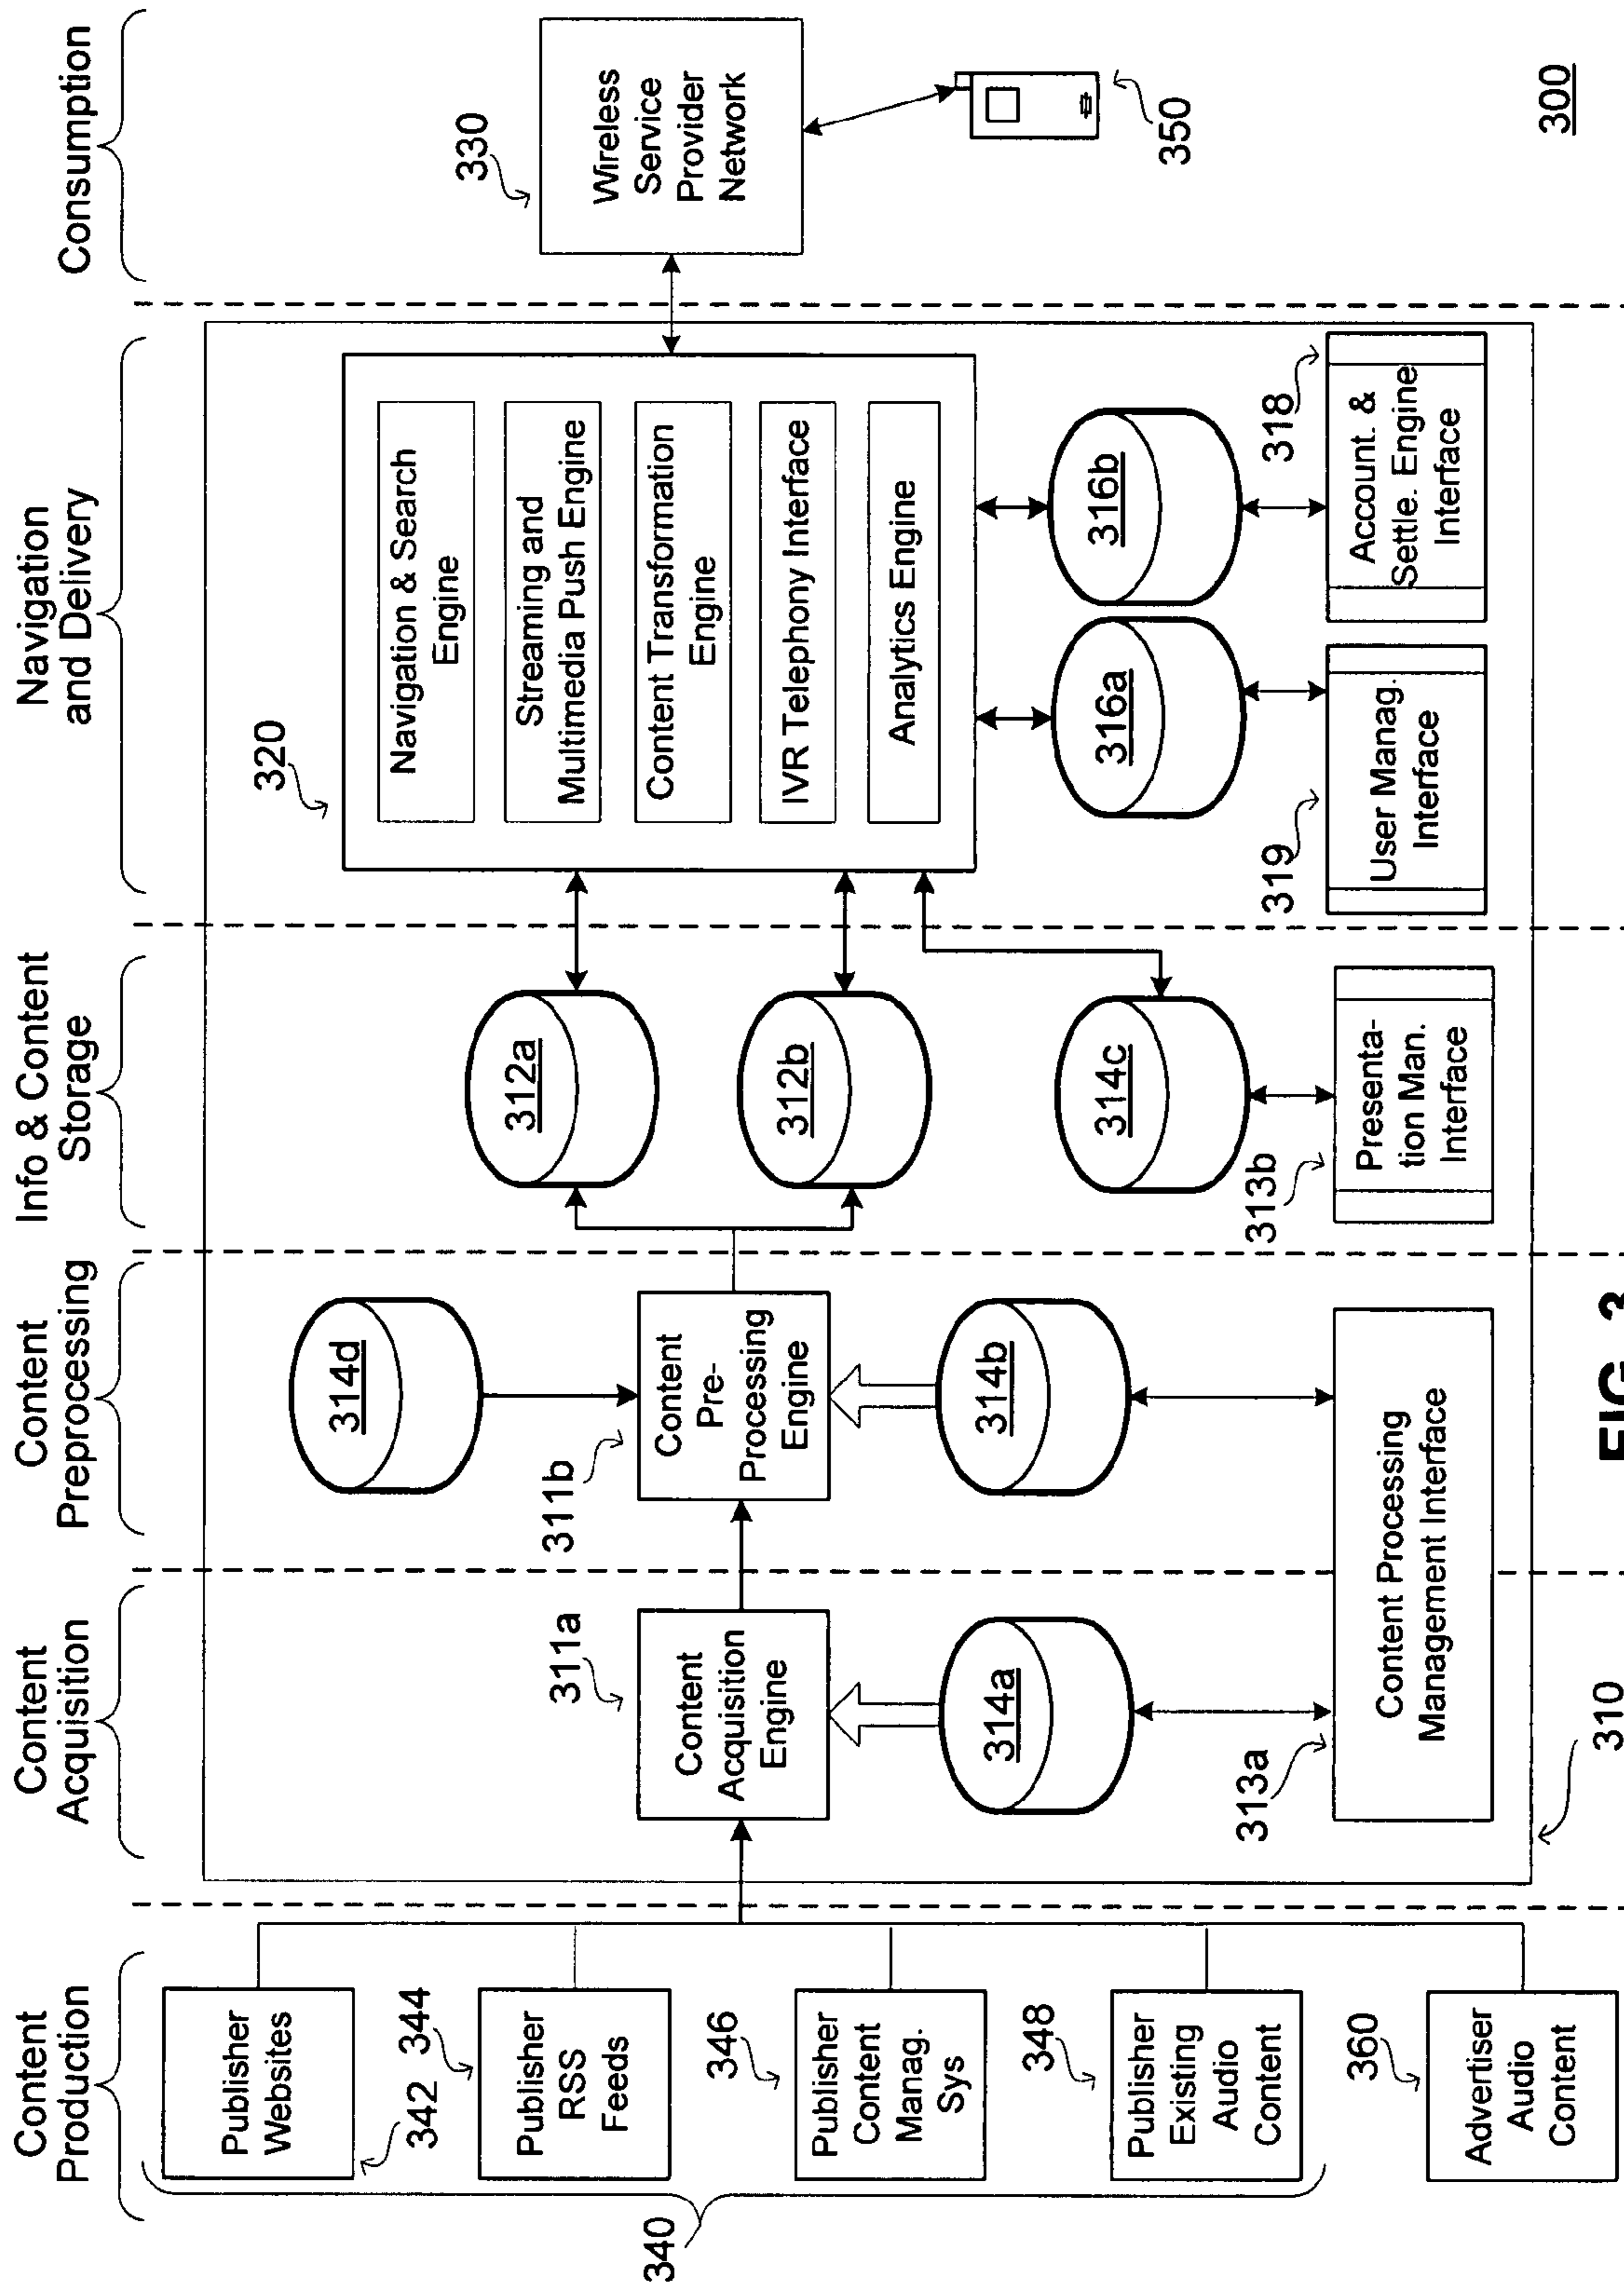 Content
Production
Content
Acquisition
Content
Preprocessing
Info & Content
Storage
Navigation
and Delivery
Consumption
Publisher
Websites
342
344
Publisher
RSS
Feeds
346
Publisher
Content
Manag.
Sys
348
Publisher
Existing
Audio
Content
360
Advertiser
Audio
Content
340
311a
Content
Acquisition
Engine
314a
313a
Content Processing
Management Interface
310
314d
311b
Content
Pre-
Processing
Engine
314b
312a
312b
314c
313b
Presenta-
tion Man.
Interface
320
Navigation & Search
Engine
Streaming and
Multimedia Push Engine
Content Transformation
Engine
IVR Telephony Interface
Analytics Engine
316a
316b
319
User Manag.
Interface
318
Account. &
Settle. Engine
Interface
330
Wireless
Service
Provider
Network
350
300
FIG. 3